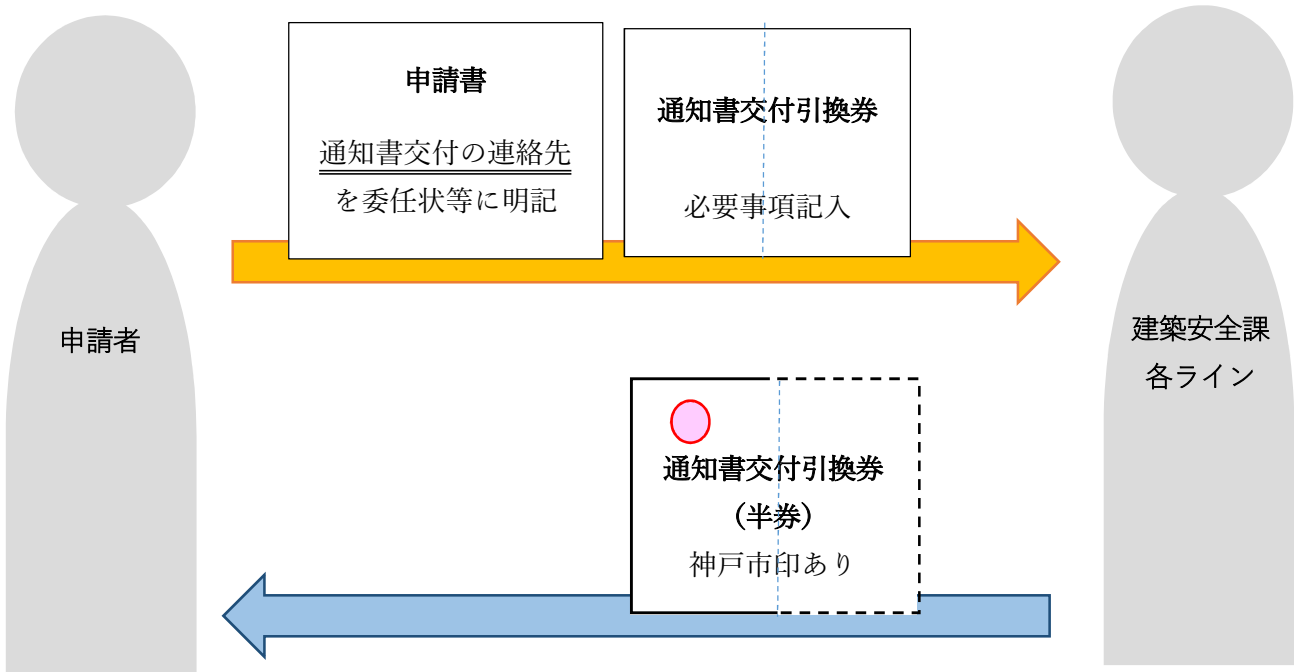 申請書
通知書交付の連絡先
を委任状等に明記
通知書交付引換券
必要事項記入
申請者
建築安全課
各ライン
通知書交付引換券
（半券）
神戸市印あり